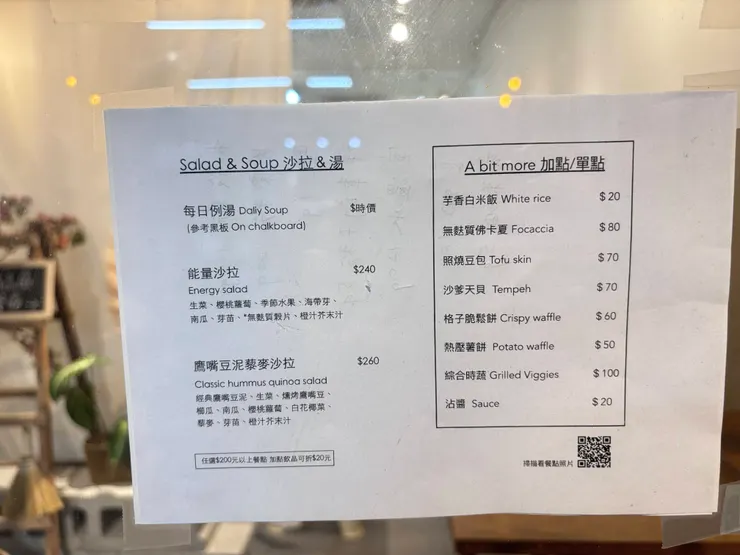 Salad & Soup 沙拉&湯
每日例湯 Daliy Soup $時價
(參考黑板 On chalkboard)
能量沙拉 $240
Energy salad
生菜、櫻桃蘿蔔、季節水果、海帶芽、
南瓜、芽苗、*無麩質穀片、橙汁芥末汁
鷹嘴豆泥藜麥沙拉 $260
Classic hummus quinoa salad
經典鷹嘴豆泥、生菜、爐烤鷹嘴豆、
櫛瓜、南瓜、櫻桃蘿蔔、白花椰菜、
藜麥、芽苗、橙汁芥末汁
任選$200元以上餐點 加點飲品可折$20元
A bit more 加點/單點
芋香白米飯 White rice $20
無麩質佛卡夏 Focaccia $80
照燒豆包 Tofu skin $70
沙爹天貝 Tempeh $70
格子脆鬆餅 Crispy waffle $60
熱壓薯餅 Potato waffle $50
綜合時蔬 Grilled Viggies $100
沾醬 Sauce $20
掃描看餐點照片